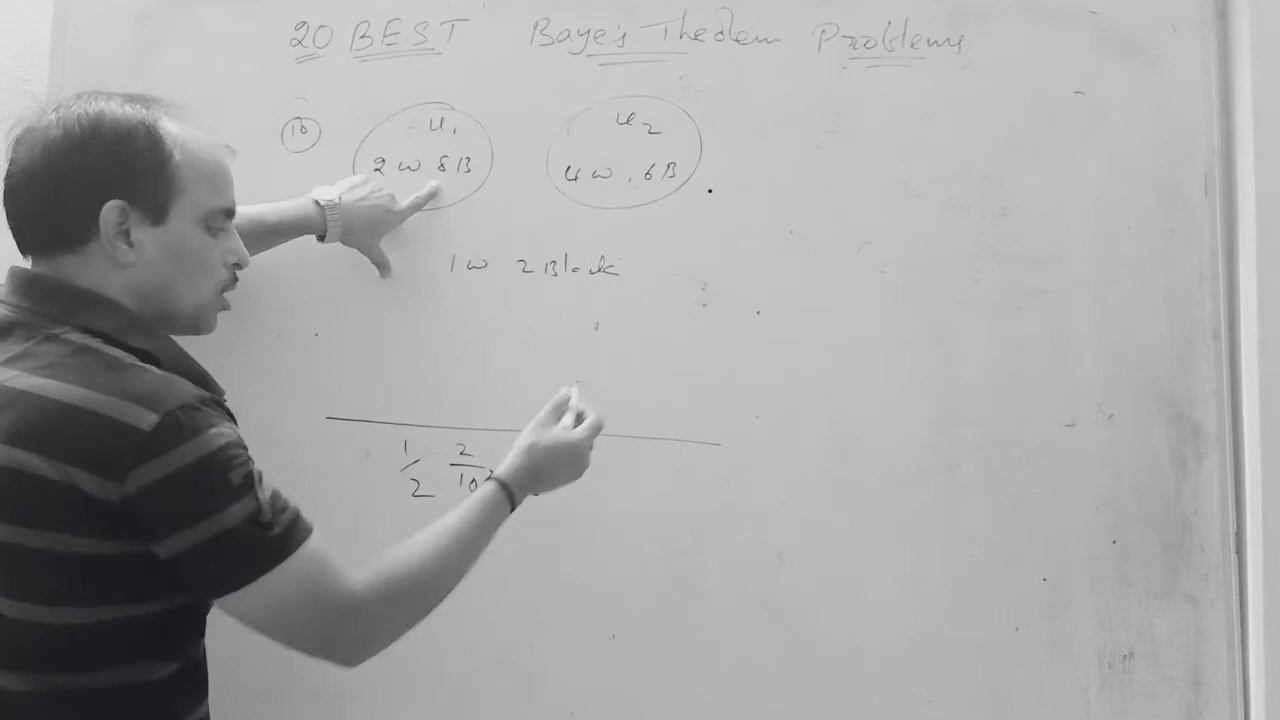 20 BEST Baye's Theorem Problems
10
U1
2 W 8 B
U2
4 W, 6 B
1 W 2 Black
1/2 2/10